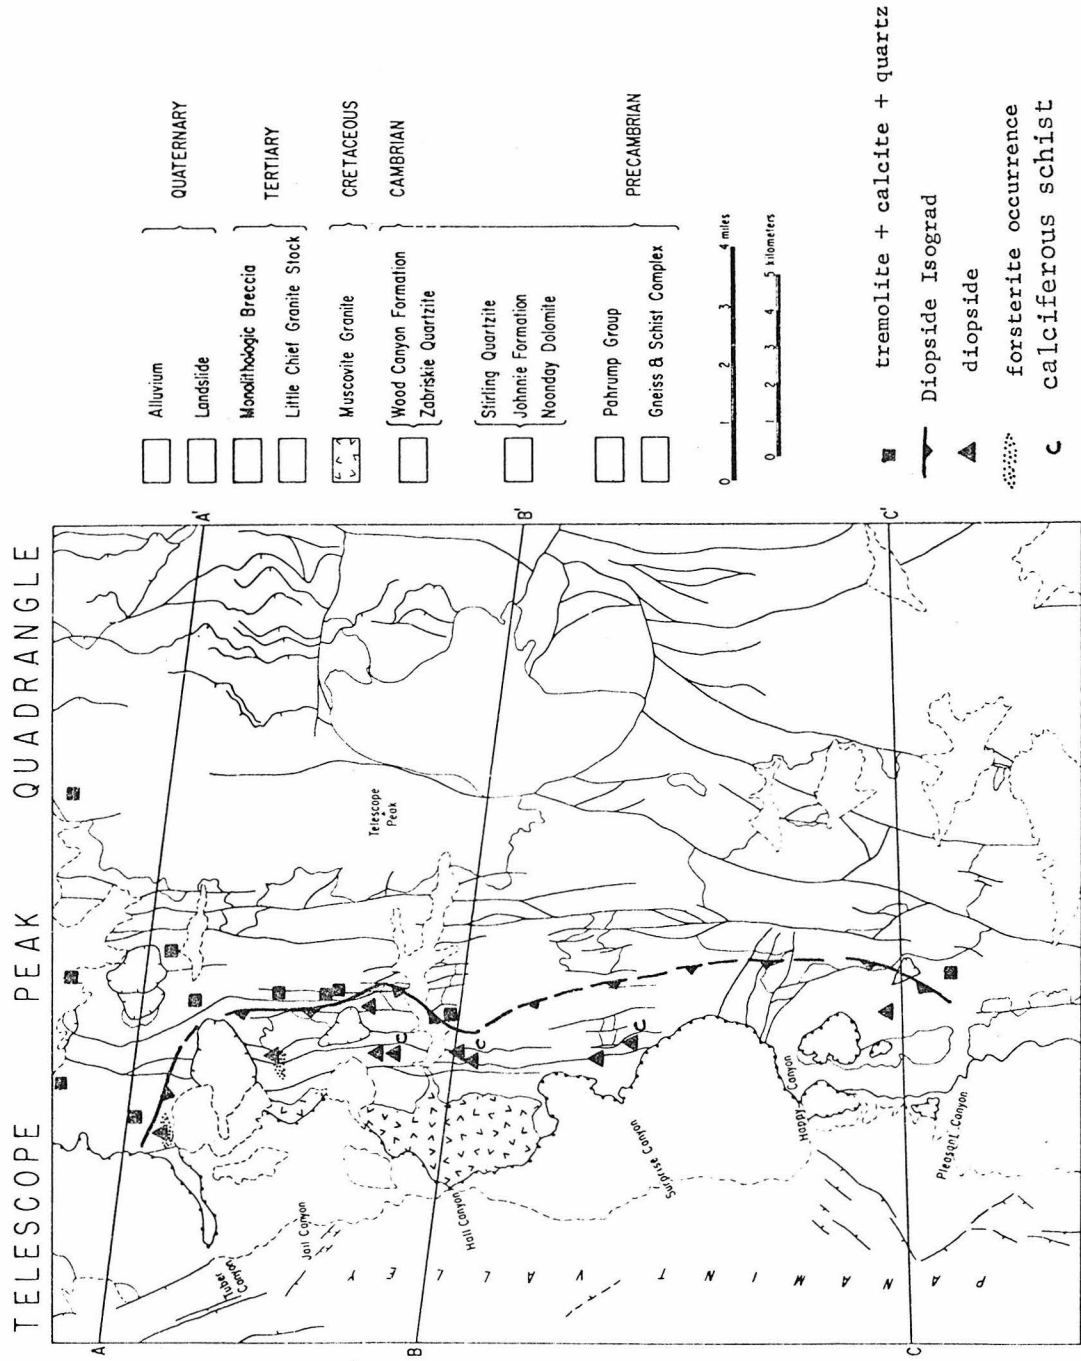 TELESCOPE PEAK QUADRANGLE
A
A'
B
B'
C
C'
Tuber
Canyon
Jail Canyon
Hall Canyon
Surprise Canyon
Happy Canyon
Pleasant Canyon
PANAMINT VALLEY
Telescope
Peak
c
c
c
Alluvium
Landslide
QUATERNARY
Monolithologic Breccia
Little Chief Granite Stock
TERTIARY
Muscovite Granite
CRETACEOUS
Wood Canyon Formation
Zabriskie Quartzite
CAMBRIAN
Stirling Quartzite
Johnnie Formation
Noonday Dolomite
Pahrump Group
Gneiss & Schist Complex
PRECAMBRIAN
0 1 2 3 4 miles
0 1 2 3 4 5 kilometers
tremolite + calcite + quartz
Diopside Isograd
diopside
forsterite occurrence
c calciferous schist